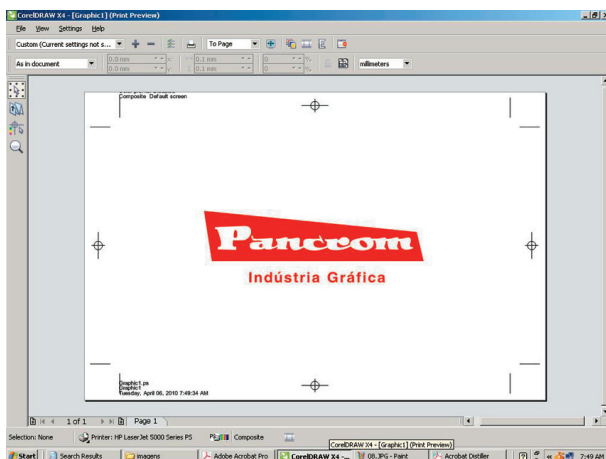 CorelDRAW X4 - [Graphic1] (Print Preview)
File View Settings Help
Custom (Current settings not s... To Page
As in document 0.0 mm x: 0.1 mm 0 % millimeters
0.0 mm y: 0.1 mm 0 %
Composite Default screen
Pancrom
Indústria Gráfica
Graphic1.ps
Graphic1
Tuesday, April 06, 2010 7:49:34 AM
1 of 1 Page 1
Selection: None Printer: HP LaserJet 5000 Series PS Composite
CorelDRAW X4 - [Graphic1] (Print Preview)
Start Search Results imagens Adobe Acrobat Pro CorelDRAW X4 -... 08.JPG - Paint Acrobat Distiller 7:49 AM